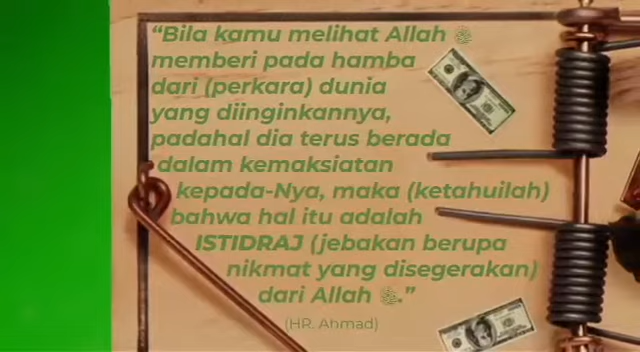 “Bila kamu melihat Allah ﷻ
memberi pada hamba
dari (perkara) dunia
yang diinginkannya,
padahal dia terus berada
dalam kemaksiatan
kepada-Nya, maka (ketahuilah)
bahwa hal itu adalah
ISTIDRAJ (jebakan berupa
nikmat yang disegerakan)
dari Allah ﷻ.”
(HR. Ahmad)